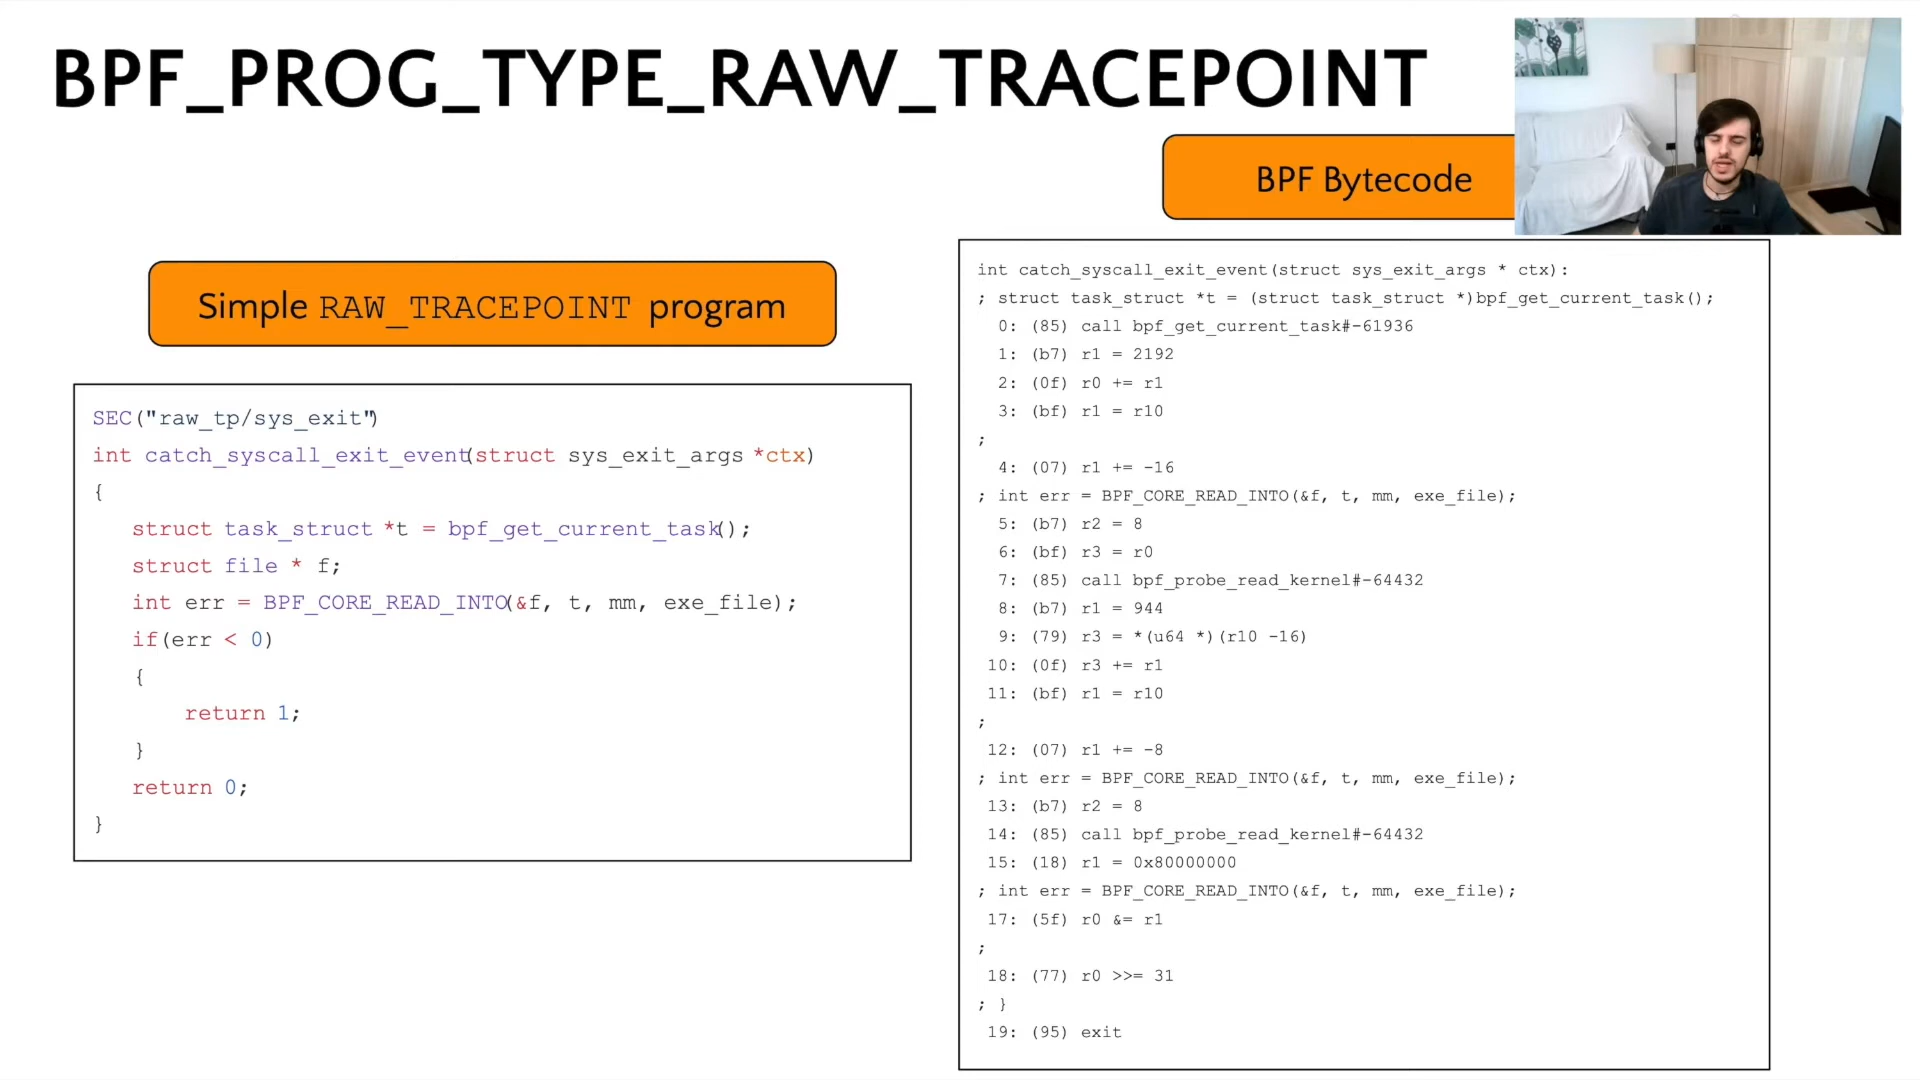 BPF_PROG_TYPE_RAW_TRACEPOINT
BPF Bytecode
Simple RAW_TRACEPOINT program
SEC("raw_tp/sys_exit")
int catch_syscall_exit_event(struct sys_exit_args *ctx)
{
struct task_struct *t = bpf_get_current_task();
struct file * f;
int err = BPF_CORE_READ_INTO(&f, t, mm, exe_file);
if(err < 0)
{
return 1;
}
return 0;
}
int catch_syscall_exit_event(struct sys_exit_args * ctx):
; struct task_struct *t = (struct task_struct *)bpf_get_current_task();
0: (85) call bpf_get_current_task#-61936
1: (b7) r1 = 2192
2: (0f) r0 += r1
3: (bf) r1 = r10
;
4: (07) r1 += -16
; int err = BPF_CORE_READ_INTO(&f, t, mm, exe_file);
5: (b7) r2 = 8
6: (bf) r3 = r0
7: (85) call bpf_probe_read_kernel#-64432
8: (b7) r1 = 944
9: (79) r3 = *(u64 *)(r10 -16)
10: (0f) r3 += r1
11: (bf) r1 = r10
;
12: (07) r1 += -8
; int err = BPF_CORE_READ_INTO(&f, t, mm, exe_file);
13: (b7) r2 = 8
14: (85) call bpf_probe_read_kernel#-64432
15: (18) r1 = 0x80000000
; int err = BPF_CORE_READ_INTO(&f, t, mm, exe_file);
17: (5f) r0 &= r1
;
18: (77) r0 >>= 31
; }
19: (95) exit